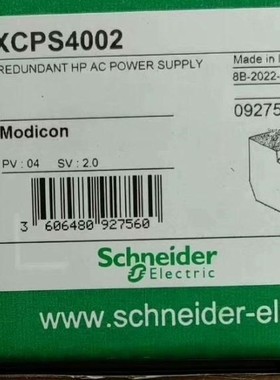 XCPS4002
REDUNDANT HP AC POWER SUPPLY
Made in
8B-2022-
Modicon
09275
PV : 04 SV : 2.0
3 606480 927560
Schneider
Electric
www.schneider-el